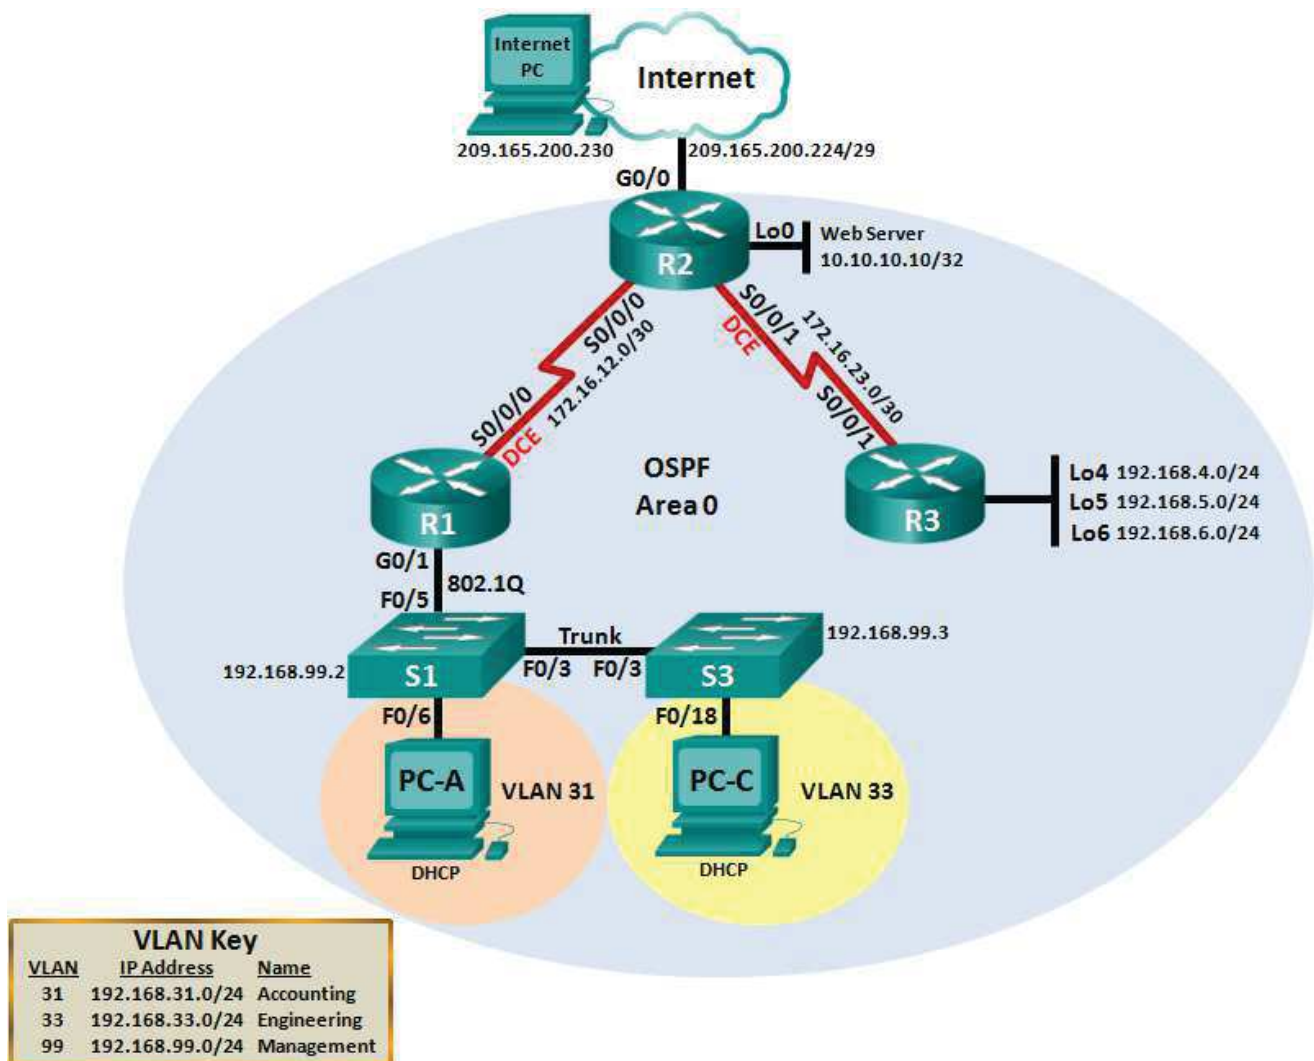 Internet
PC
Internet
209.165.200.230
209.165.200.224/29
G0/0
R2
Lo0
Web Server
10.10.10.10/32
S0/0/0
172.16.12.0/30
S0/0/0
DCE
S0/0/1
DCE
172.16.23.0/30
S0/0/1
OSPF
Area 0
R1
R3
Lo4 192.168.4.0/24
Lo5 192.168.5.0/24
Lo6 192.168.6.0/24
G0/1
802.1Q
F0/5
Trunk
192.168.99.3
192.168.99.2
S1
F0/3
F0/3
S3
F0/6
F0/18
PC-A
VLAN 31
DHCP
PC-C
VLAN 33
DHCP
VLAN Key
VLAN IP Address Name
31 192.168.31.0/24 Accounting
33 192.168.33.0/24 Engineering
99 192.168.99.0/24 Management